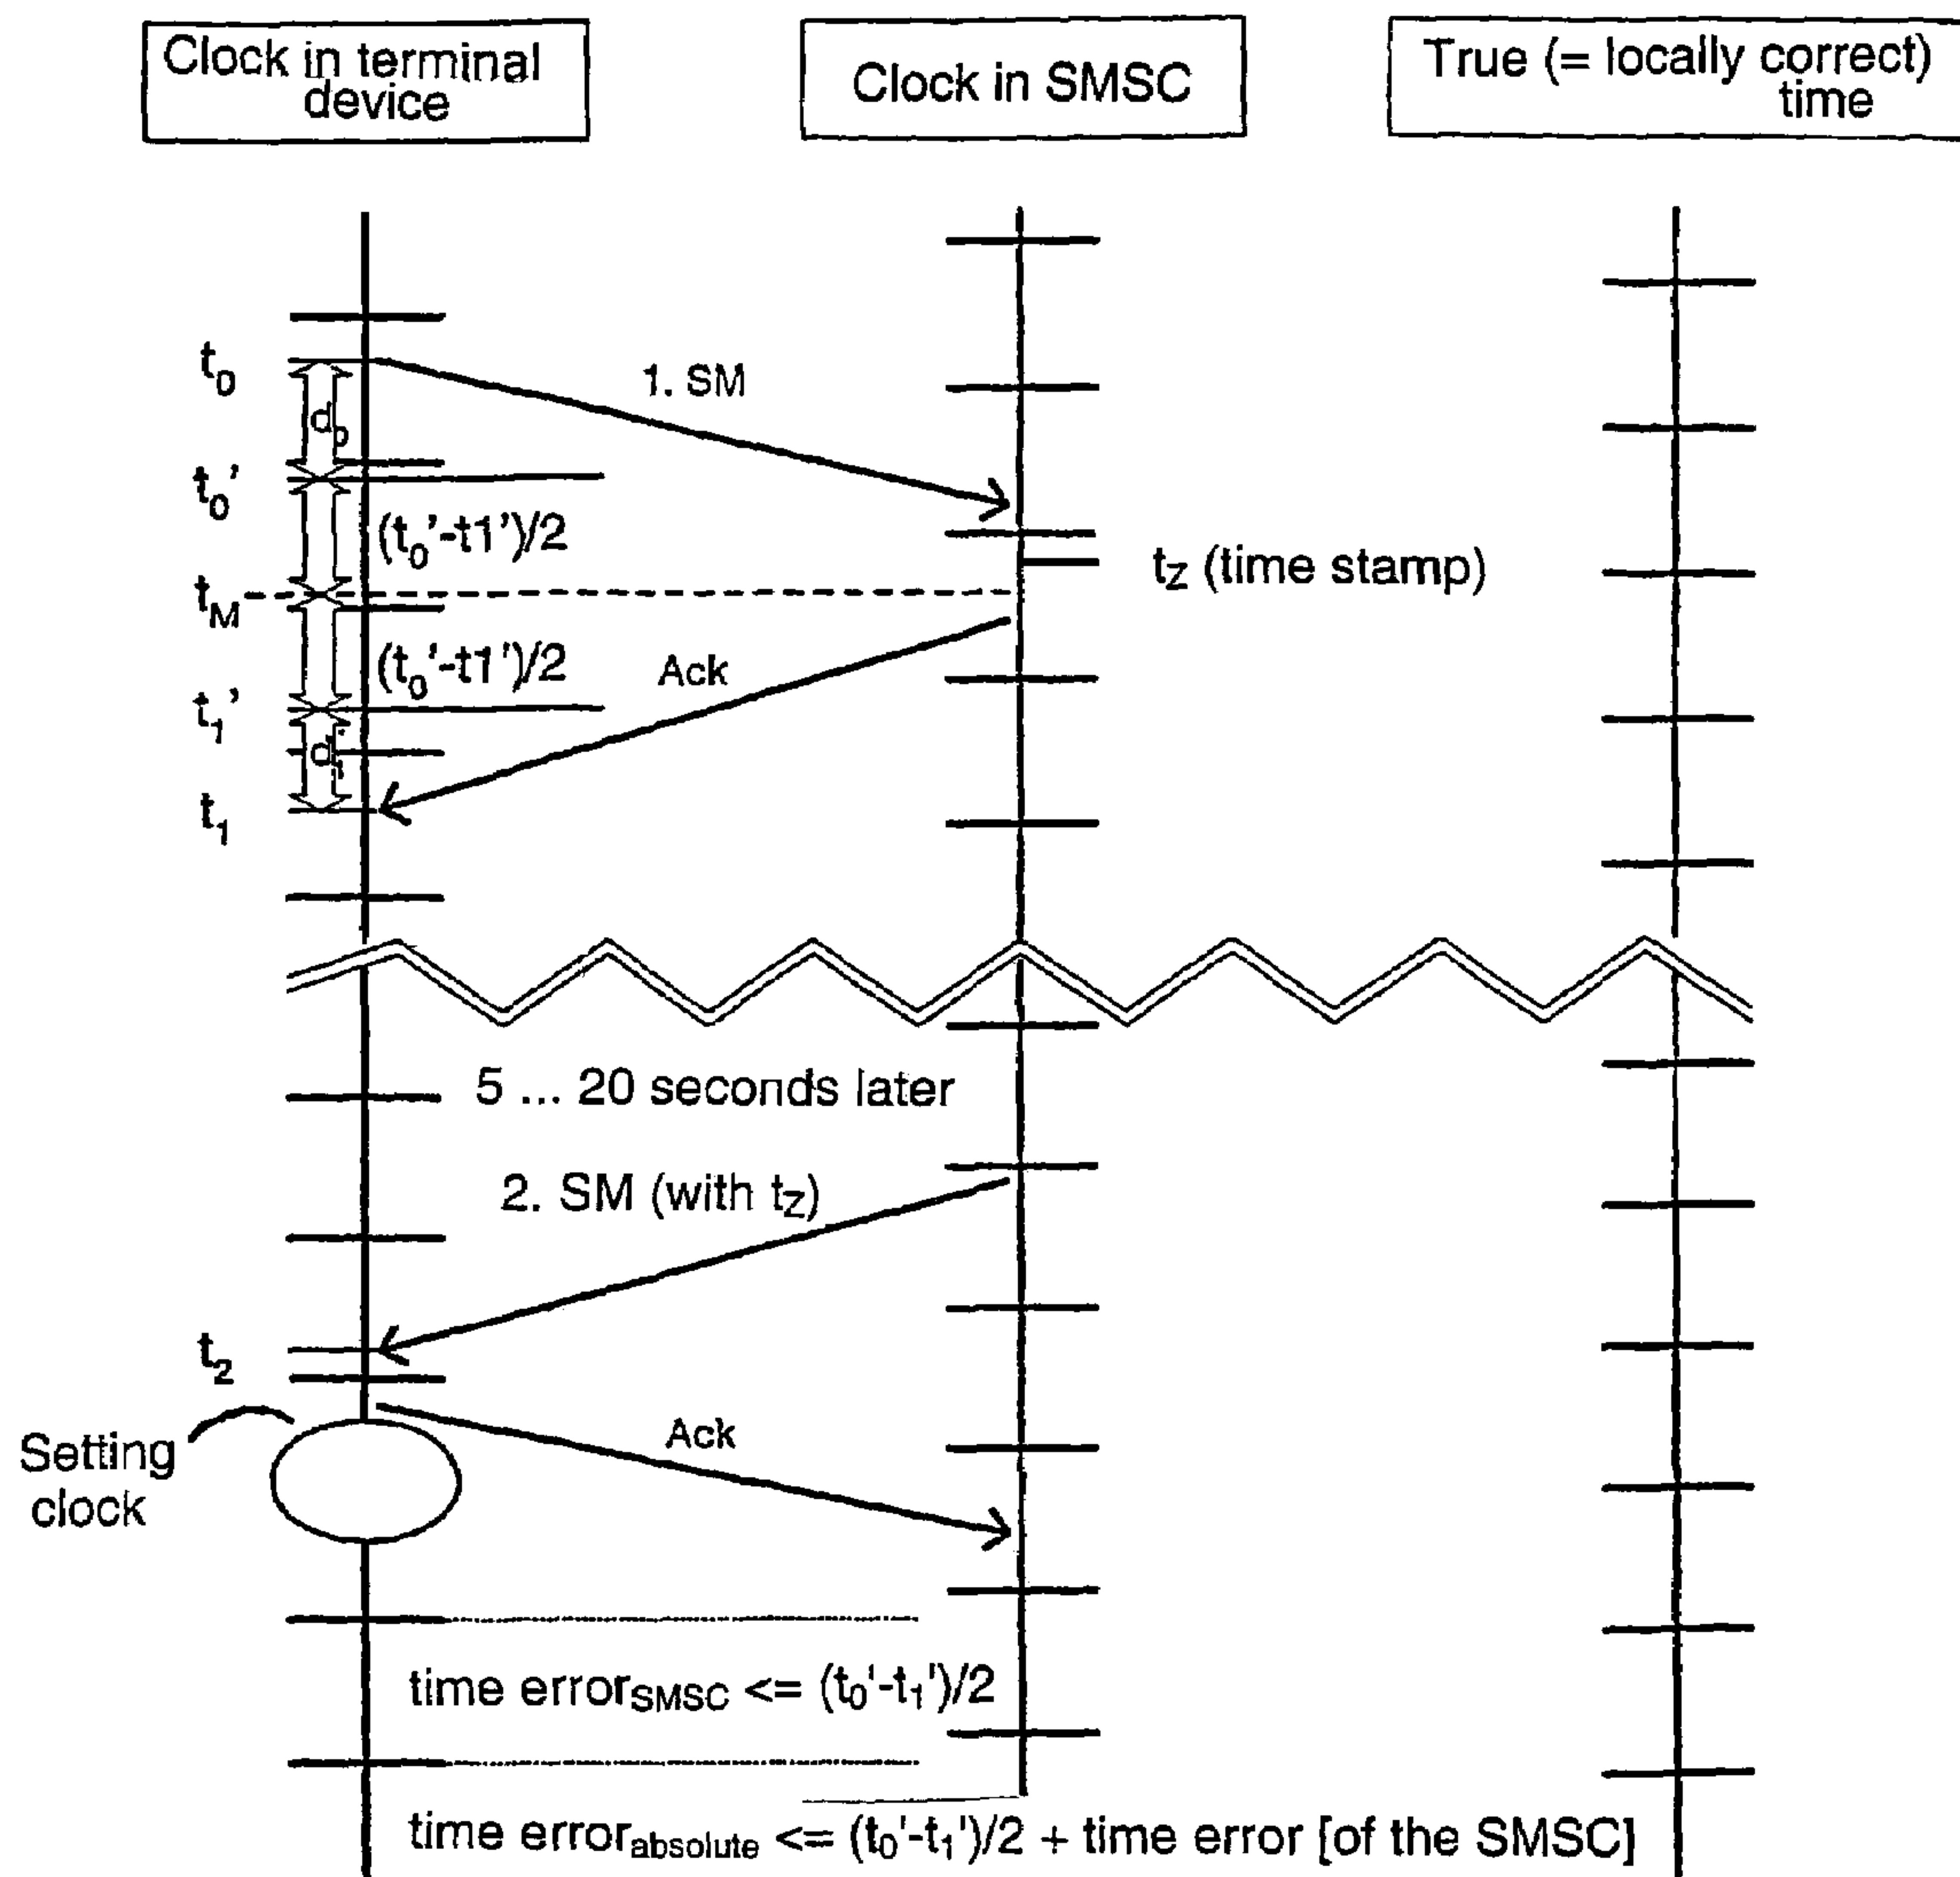 Clock in terminal
device
Clock in SMSC
True (= locally correct)
time
t0
1. SM
d0
t0'
(t0'-t1')/2
tz (time stamp)
tM
(t0'-t1')/2
Ack
t1'
t1
5 ... 20 seconds later
2. SM (with tz)
t2
Setting
clock
Ack
time errorSMSC <= (t0'-t1')/2
time errorabsolute <= (t0'-t1')/2 + time error [of the SMSC]